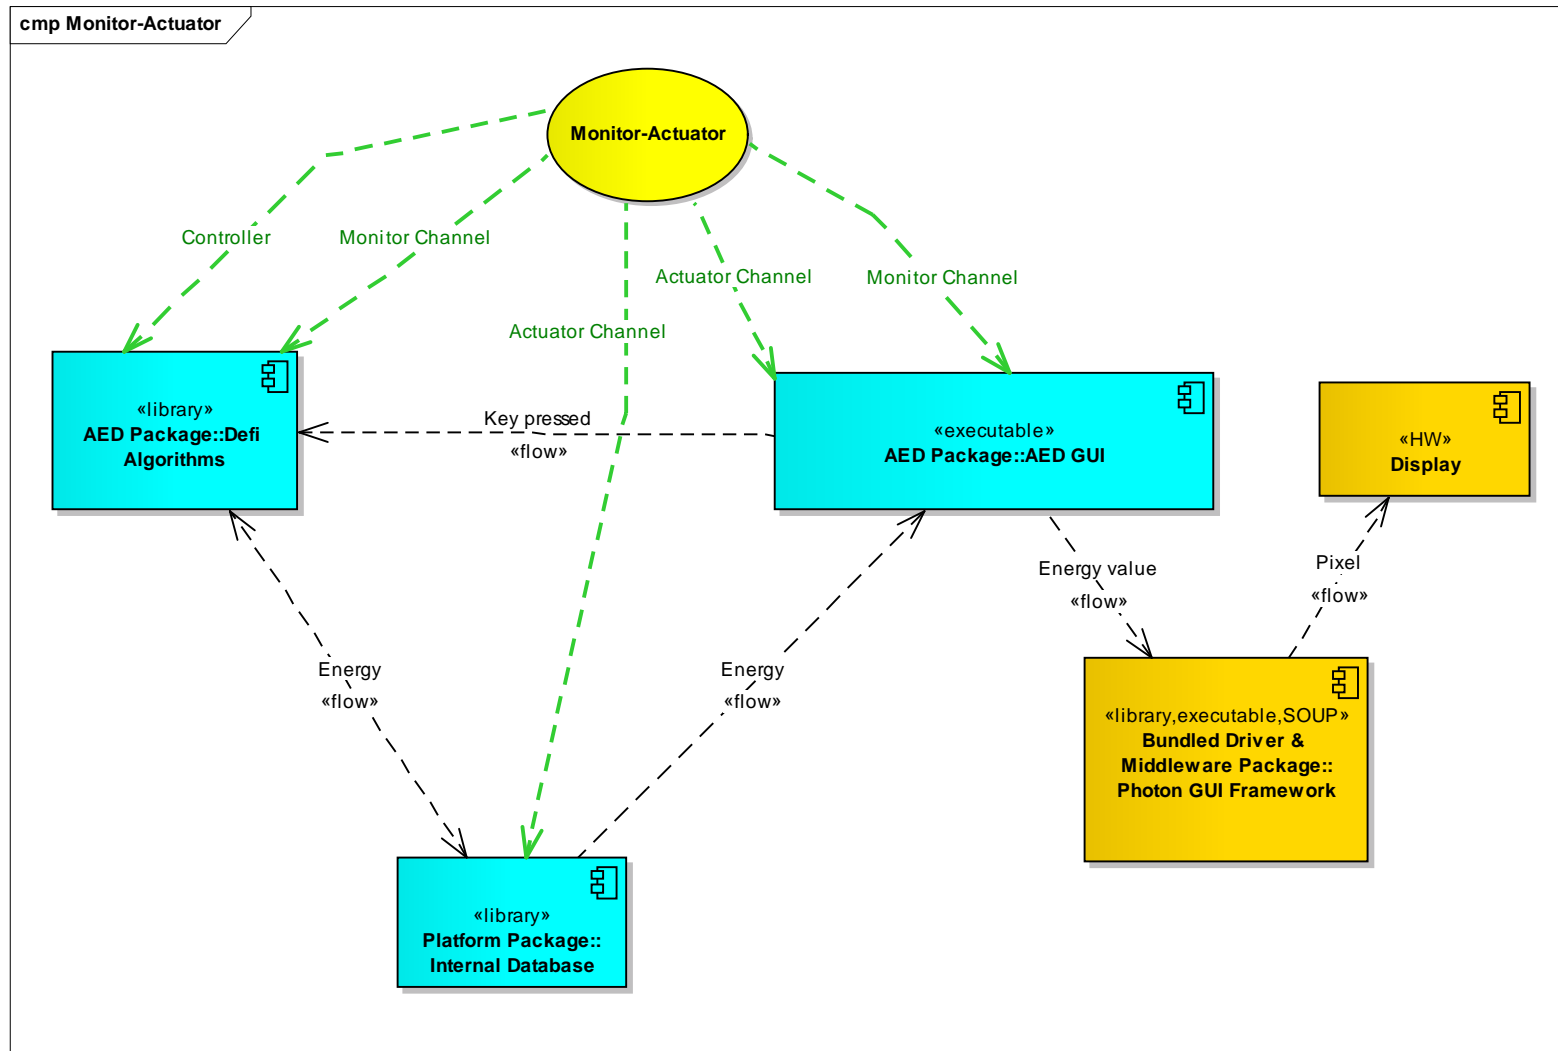 cmp Monitor-Actuator
Monitor-Actuator
Controller
Monitor Channel
Actuator Channel
Monitor Channel
Actuator Channel
«library»
AED Package::Defi
Algorithms
Key pressed
«flow»
«executable»
AED Package::AED GUI
«HW»
Display
Energy value
«flow»
Pixel
«flow»
Energy
«flow»
Energy
«flow»
«library,executable,SOUP»
Bundled Driver &
Middleware Package::
Photon GUI Framework
«library»
Platform Package::
Internal Database